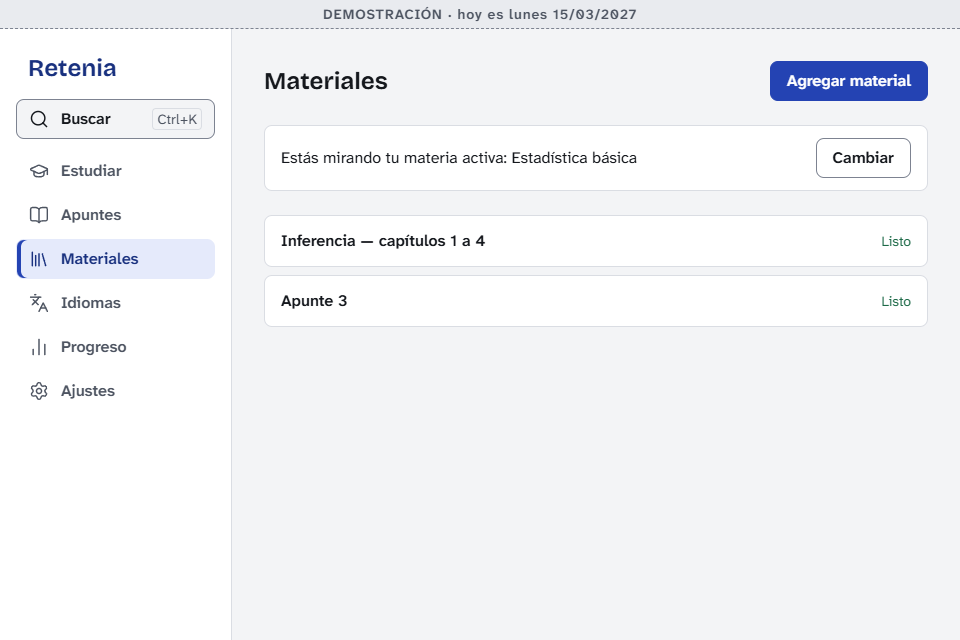 DEMOSTRACIÓN · hoy es lunes 15/03/2027
Retenia
Buscar Ctrl+K
Estudiar
Apuntes
Materiales
Idiomas
Progreso
Ajustes
Materiales
Agregar material
Estás mirando tu materia activa: Estadística básica
Cambiar
Inferencia — capítulos 1 a 4 Listo
Apunte 3 Listo